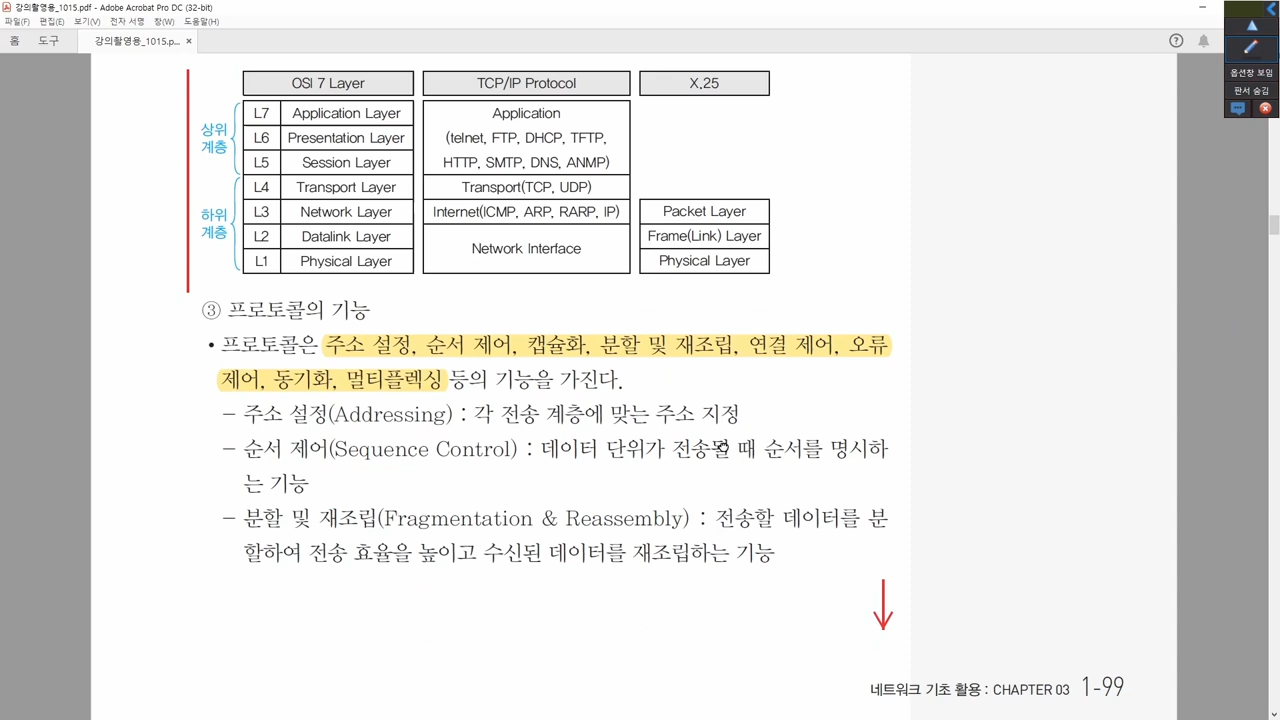 강의촬영용_1015.pdf - Adobe Acrobat Pro DC (32-bit)
파일(F) 편집(E) 보기(V) 전자 서명 창(W) 도움말(H)
홈 도구 강의촬영용_1015.p... ×
옵션창 보임
판서 숨김
OSI 7 Layer TCP/IP Protocol X.25
상위 계층
L7 Application Layer
L6 Presentation Layer
L5 Session Layer
하위 계층
L4 Transport Layer
L3 Network Layer
L2 Datalink Layer
L1 Physical Layer
Application
(telnet, FTP, DHCP, TFTP,
HTTP, SMTP, DNS, ANMP)
Transport(TCP, UDP)
Internet(ICMP, ARP, RARP, IP)
Network Interface
Packet Layer
Frame(Link) Layer
Physical Layer
③ 프로토콜의 기능
• 프로토콜은 주소 설정, 순서 제어, 캡슐화, 분할 및 재조립, 연결 제어, 오류
제어, 동기화, 멀티플렉싱 등의 기능을 가진다.
– 주소 설정(Addressing) : 각 전송 계층에 맞는 주소 지정
– 순서 제어(Sequence Control) : 데이터 단위가 전송될 때 순서를 명시하
는 기능
– 분할 및 재조립(Fragmentation & Reassembly) : 전송할 데이터를 분
할하여 전송 효율을 높이고 수신된 데이터를 재조립하는 기능
네트워크 기초 활용 : CHAPTER 03 1-99